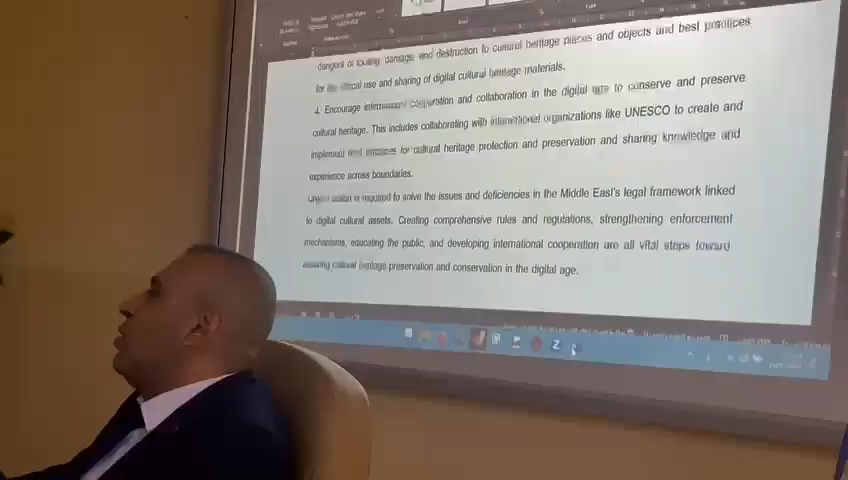 dangers of looting, damage, and destruction to cultural heritage places and objects and best practices
for the ethical use and sharing of digital cultural heritage materials.
4. Encourage international cooperation and collaboration in the digital age to conserve and preserve
cultural heritage. This includes collaborating with international organizations like UNESCO to create and
implement best practices for cultural heritage protection and preservation and sharing knowledge and
experience across boundaries.
Urgent action is required to solve the issues and deficiencies in the Middle East's legal framework linked
to digital cultural assets. Creating comprehensive rules and regulations, strengthening enforcement
mechanisms, educating the public, and developing international cooperation are all vital steps toward
assuring cultural heritage preservation and conservation in the digital age.
Z